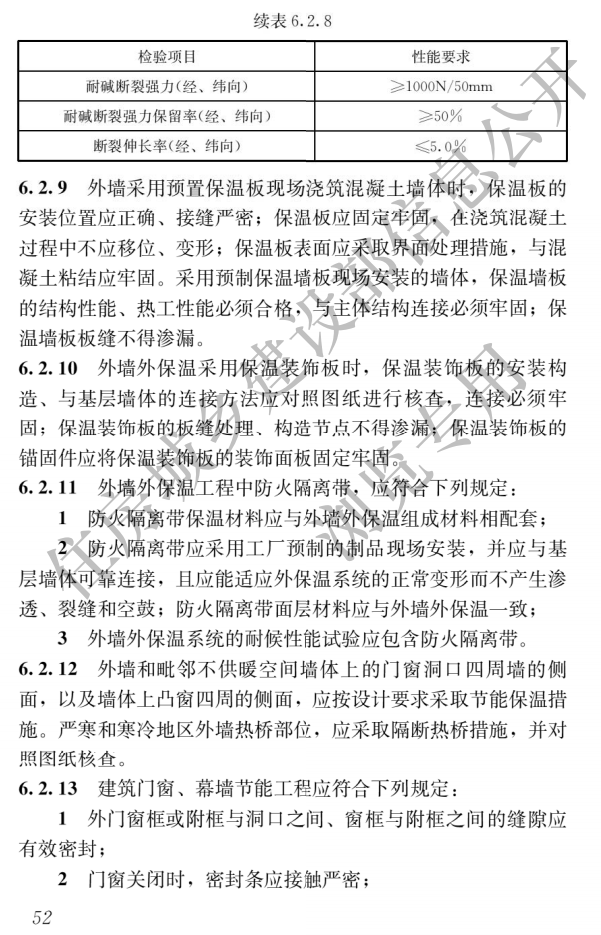 续表 6.2.8
检验项目 性能要求
耐碱断裂强力(经、纬向) ≥1000N/50mm
耐碱断裂强力保留率(经、纬向) ≥50%
断裂伸长率(经、纬向) ≤5.0%
6.2.9 外墙采用预置保温板现场浇筑混凝土墙体时，保温板的
安装位置应正确、接缝严密；保温板应固定牢固，在浇筑混凝土
过程中不应移位、变形；保温板表面应采取界面处理措施，与混
凝土粘结应牢固。采用预制保温墙板现场安装的墙体，保温墙板
的结构性能、热工性能必须合格，与主体结构连接必须牢固；保
温墙板板缝不得渗漏。
6.2.10 外墙外保温采用保温装饰板时，保温装饰板的安装构
造、与基层墙体的连接方法应对照图纸进行核查，连接必须牢
固；保温装饰板的板缝处理、构造节点不得渗漏；保温装饰板的
锚固件应将保温装饰板的装饰面板固定牢固。
6.2.11 外墙外保温工程中防火隔离带，应符合下列规定：
1 防火隔离带保温材料应与外墙外保温组成材料相配套；
2 防火隔离带应采用工厂预制的制品现场安装，并应与基
层墙体可靠连接，且应能适应外保温系统的正常变形而不产生渗
透、裂缝和空鼓；防火隔离带面层材料应与外墙外保温一致；
3 外墙外保温系统的耐候性能试验应包含防火隔离带。
6.2.12 外墙和毗邻不供暖空间墙体上的门窗洞口四周墙的侧
面，以及墙体上凸窗四周的侧面，应按设计要求采取节能保温措
施。严寒和寒冷地区外墙热桥部位，应采取隔断热桥措施，并对
照图纸核查。
6.2.13 建筑门窗、幕墙节能工程应符合下列规定：
1 外门窗框或附框与洞口之间、窗框与附框之间的缝隙应
有效密封；
2 门窗关闭时，密封条应接触严密；
52
住房城乡建设部信息公开
浏览专用